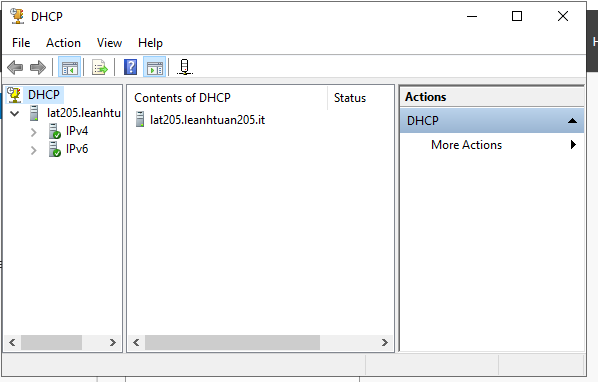 DHCP
File Action View Help
DHCP
lat205.leanhtu
IPv4
IPv6
Contents of DHCP Status
lat205.leanhtuan205.it
Actions
DHCP
More Actions